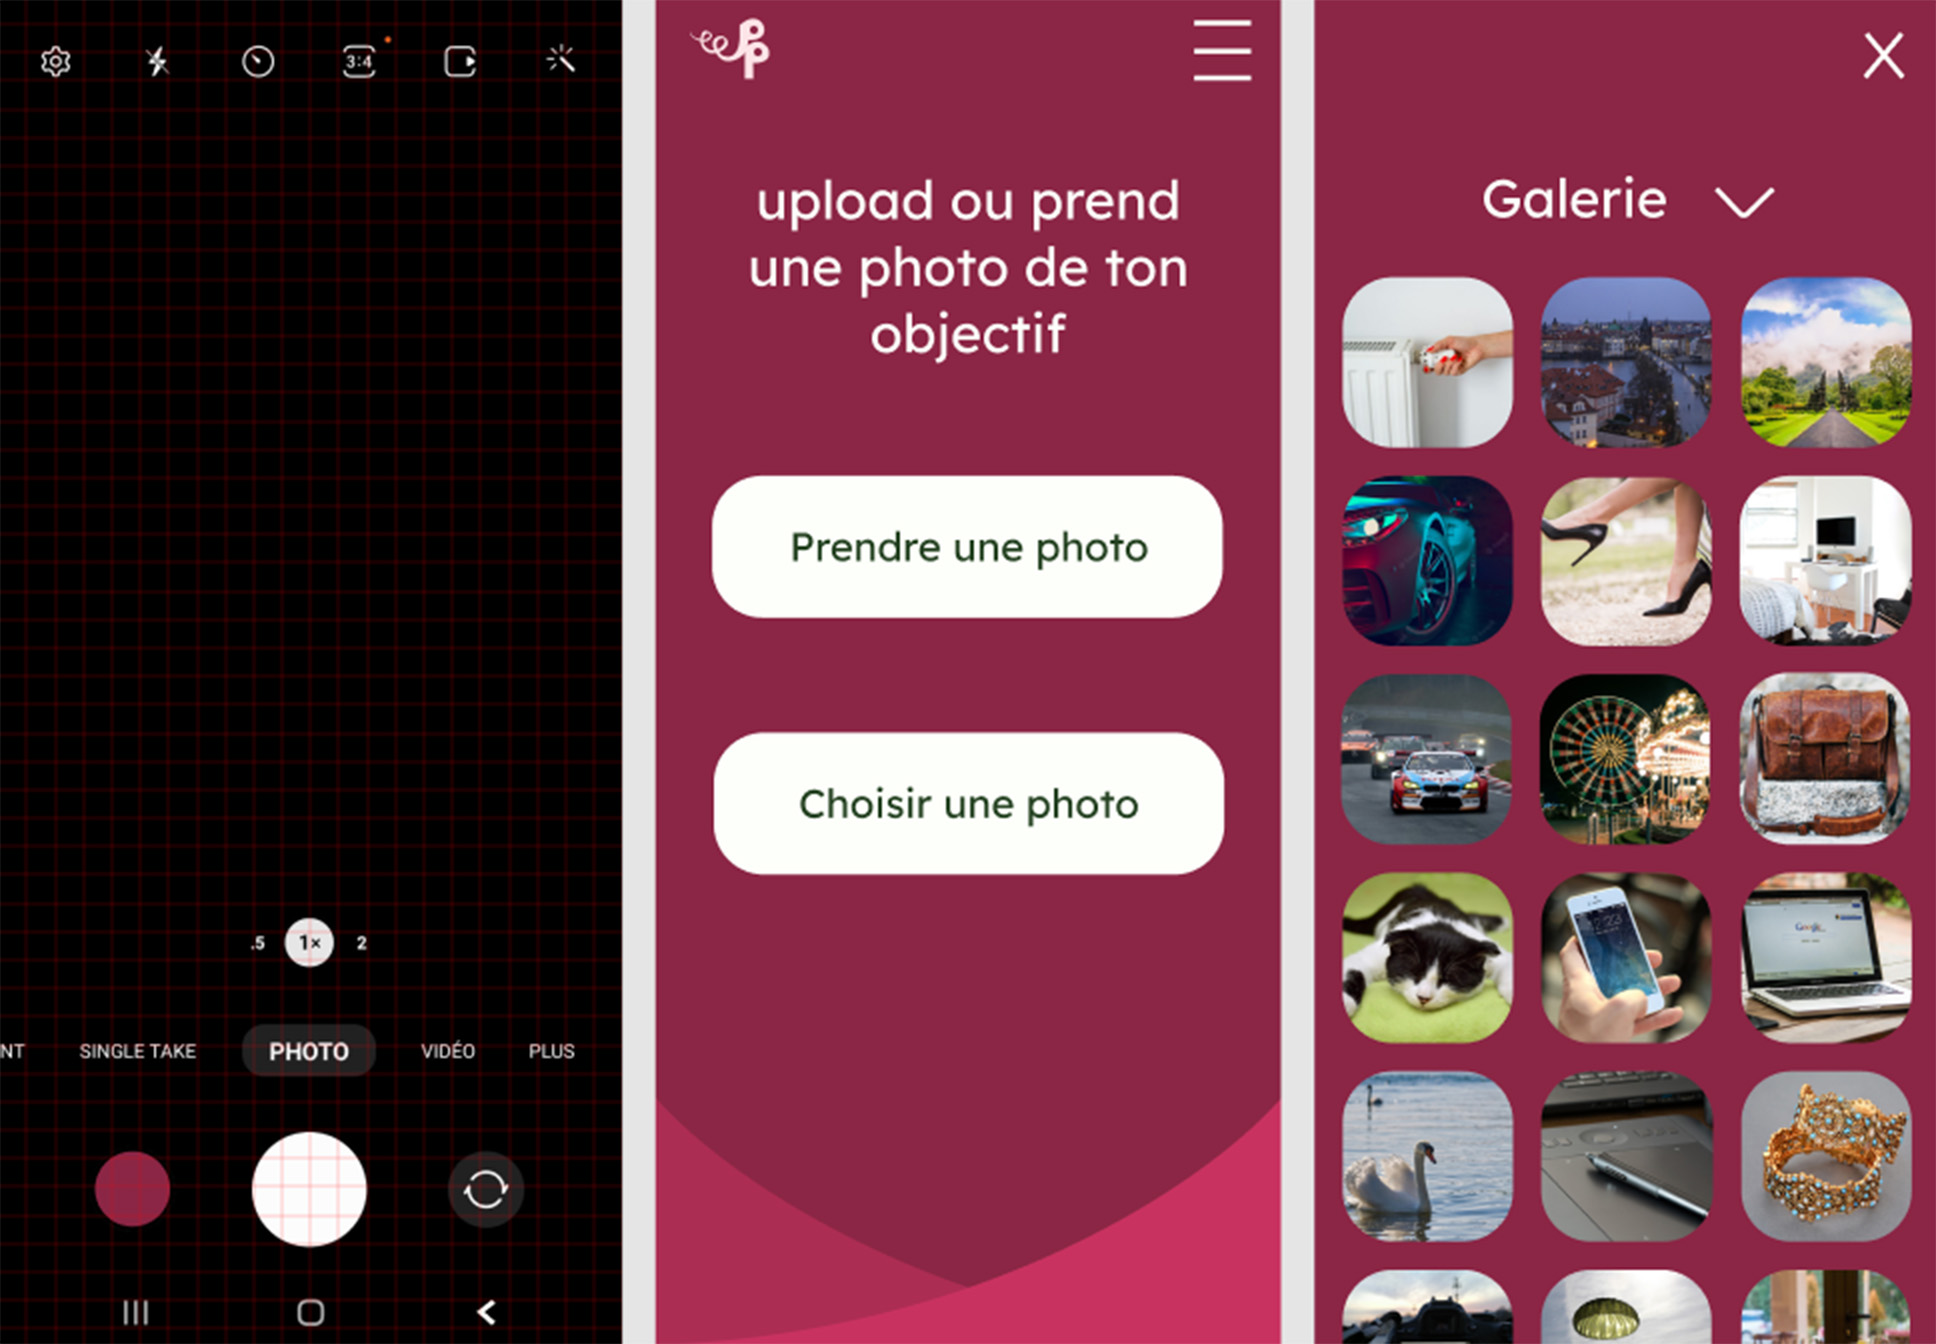 3:4
.5
1×
2
NT
SINGLE TAKE
PHOTO
VIDÉO
PLUS
upload ou prend
une photo de ton
objectif
Prendre une photo
Choisir une photo
Galerie
Google